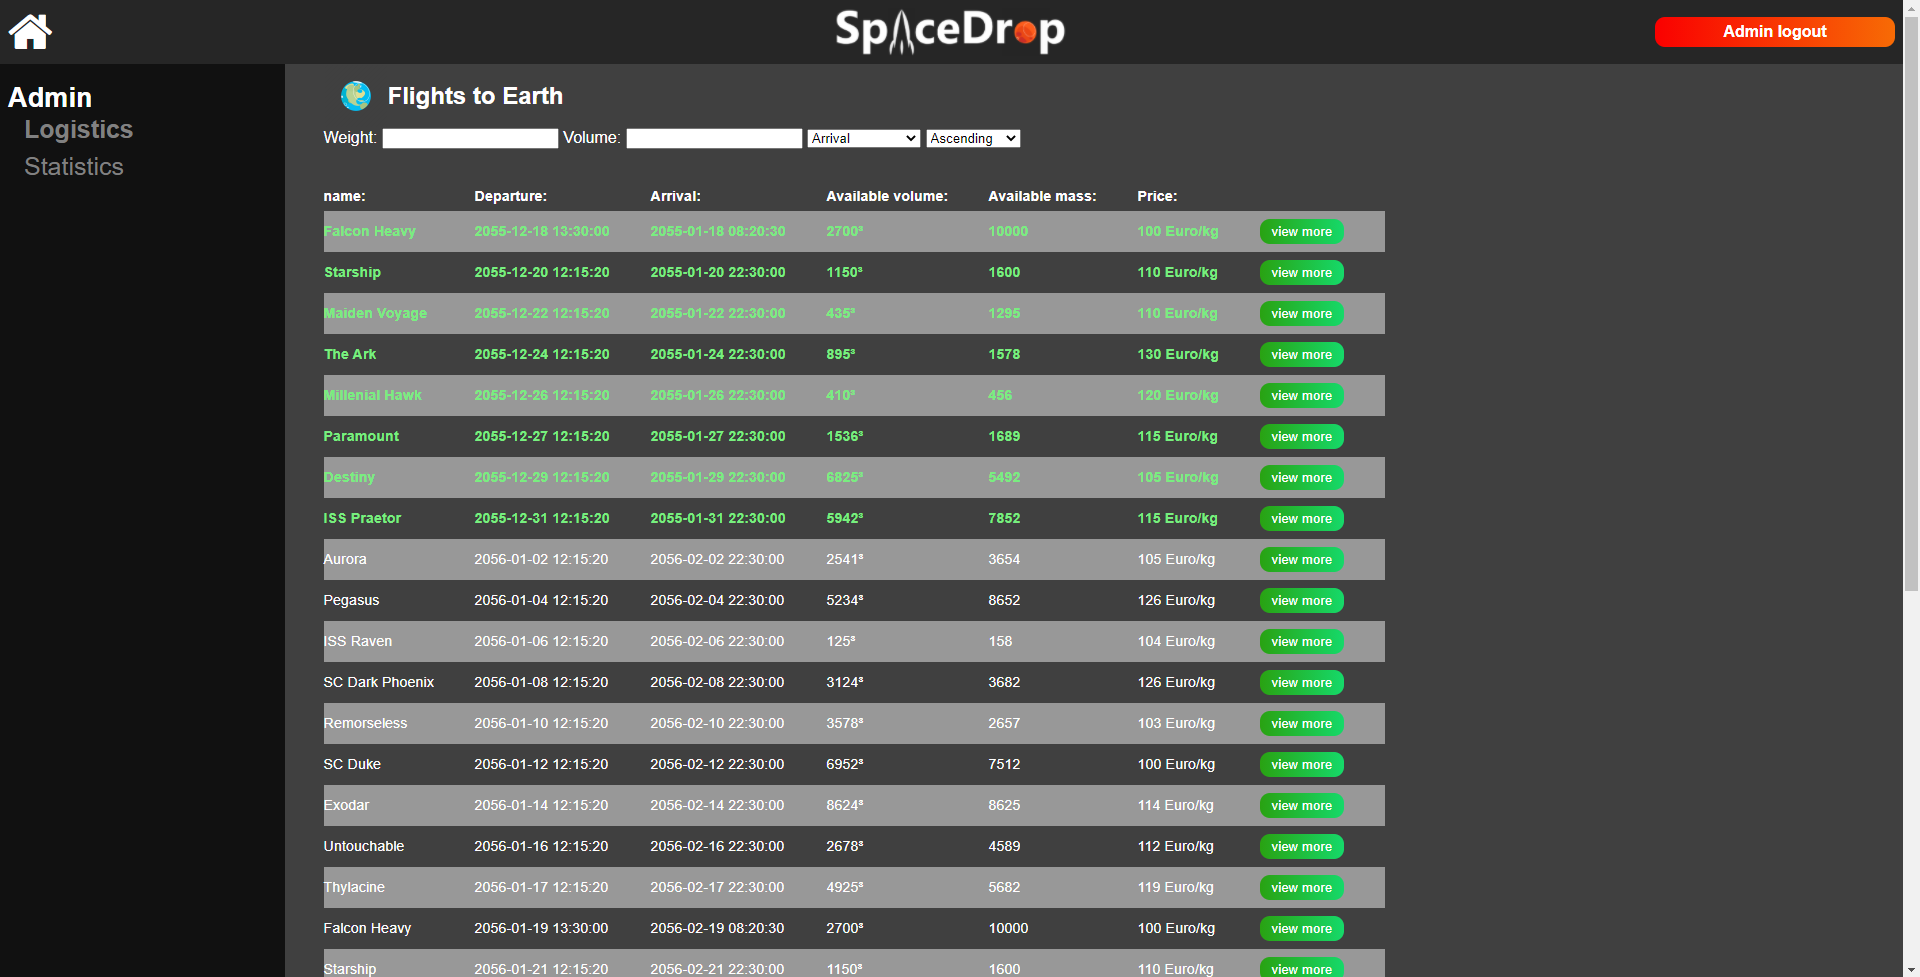 SpaceDrop
Admin logout
Admin
Logistics
Statistics
Flights to Earth
Weight: Volume: Arrival Ascending
name: Departure: Arrival: Available volume: Available mass: Price:
Falcon Heavy 2055-12-18 13:30:00 2055-01-18 08:20:30 2700³ 10000 100 Euro/kg view more
Starship 2055-12-20 12:15:20 2055-01-20 22:30:00 1150³ 1600 110 Euro/kg view more
Maiden Voyage 2055-12-22 12:15:20 2055-01-22 22:30:00 435³ 1295 110 Euro/kg view more
The Ark 2055-12-24 12:15:20 2055-01-24 22:30:00 895³ 1578 130 Euro/kg view more
Millenial Hawk 2055-12-26 12:15:20 2055-01-26 22:30:00 410³ 456 120 Euro/kg view more
Paramount 2055-12-27 12:15:20 2055-01-27 22:30:00 1536³ 1689 115 Euro/kg view more
Destiny 2055-12-29 12:15:20 2055-01-29 22:30:00 6825³ 5492 105 Euro/kg view more
ISS Praetor 2055-12-31 12:15:20 2055-01-31 22:30:00 5942³ 7852 115 Euro/kg view more
Aurora 2056-01-02 12:15:20 2056-02-02 22:30:00 2541³ 3654 105 Euro/kg view more
Pegasus 2056-01-04 12:15:20 2056-02-04 22:30:00 5234³ 8652 126 Euro/kg view more
ISS Raven 2056-01-06 12:15:20 2056-02-06 22:30:00 125³ 158 104 Euro/kg view more
SC Dark Phoenix 2056-01-08 12:15:20 2056-02-08 22:30:00 3124³ 3682 126 Euro/kg view more
Remorseless 2056-01-10 12:15:20 2056-02-10 22:30:00 3578³ 2657 103 Euro/kg view more
SC Duke 2056-01-12 12:15:20 2056-02-12 22:30:00 6952³ 7512 100 Euro/kg view more
Exodar 2056-01-14 12:15:20 2056-02-14 22:30:00 8624³ 8625 114 Euro/kg view more
Untouchable 2056-01-16 12:15:20 2056-02-16 22:30:00 2678³ 4589 112 Euro/kg view more
Thylacine 2056-01-17 12:15:20 2056-02-17 22:30:00 4925³ 5682 119 Euro/kg view more
Falcon Heavy 2056-01-19 13:30:00 2056-02-19 08:20:30 2700³ 10000 100 Euro/kg view more
Starship 2056-01-21 12:15:20 2056-02-21 22:30:00 1150³ 1600 110 Euro/kg view more